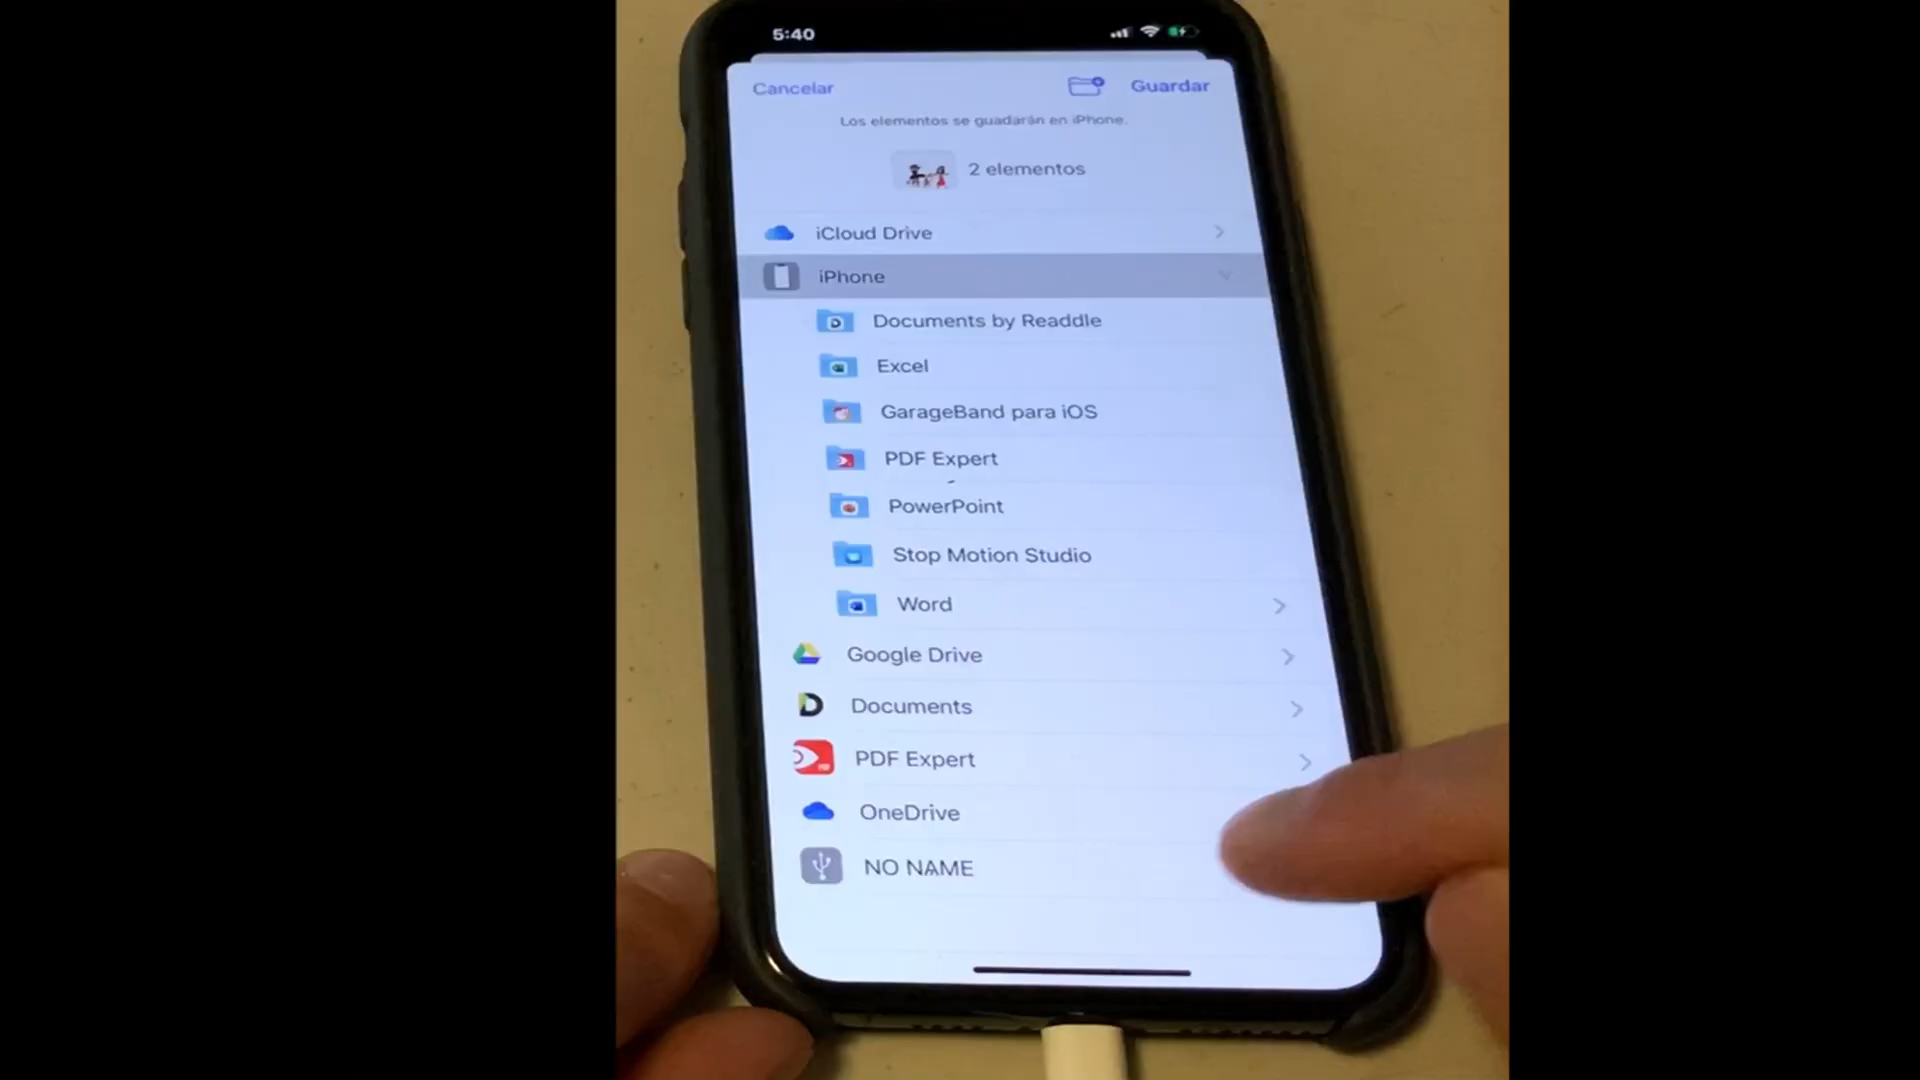 5:40
Cancelar
Guardar
Los elementos se guadarán en iPhone.
2 elementos
iCloud Drive
iPhone
Documents by Readdle
Excel
GarageBand para iOS
PDF Expert
PowerPoint
Stop Motion Studio
Word
Google Drive
Documents
PDF Expert
OneDrive
NO NAME